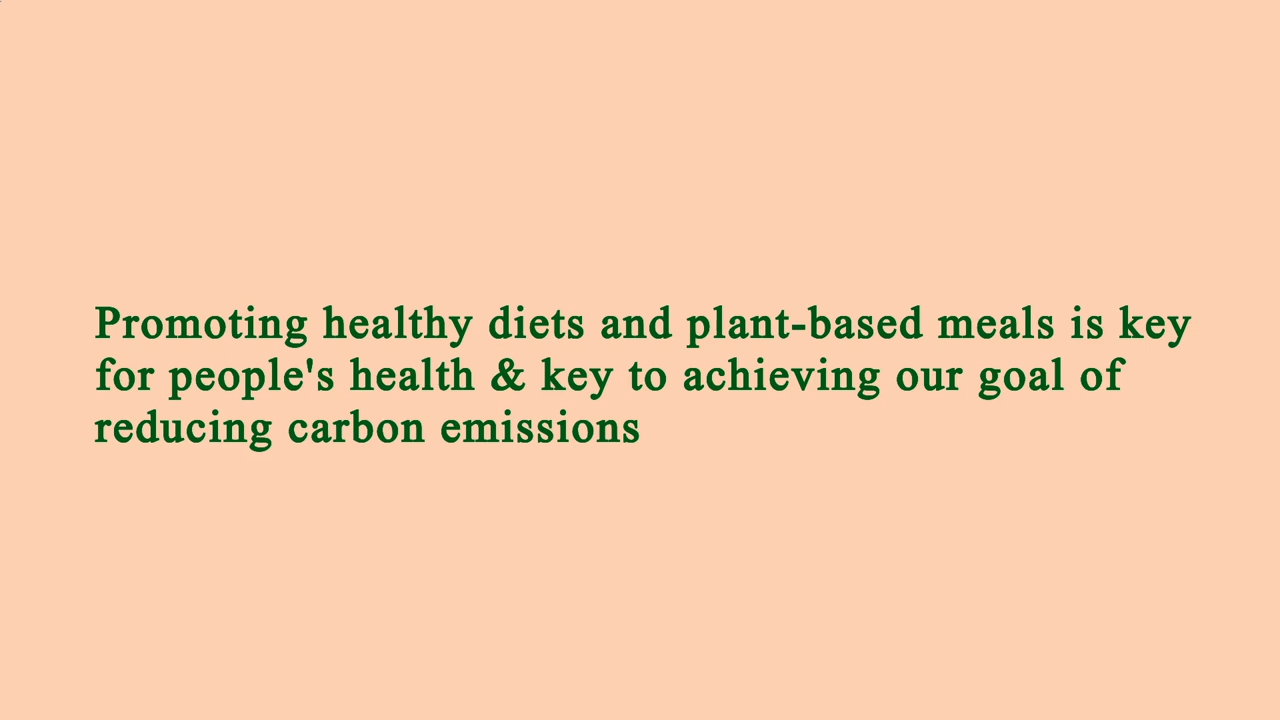 Promoting healthy diets and plant-based meals is key
for people's health & key to achieving our goal of
reducing carbon emissions